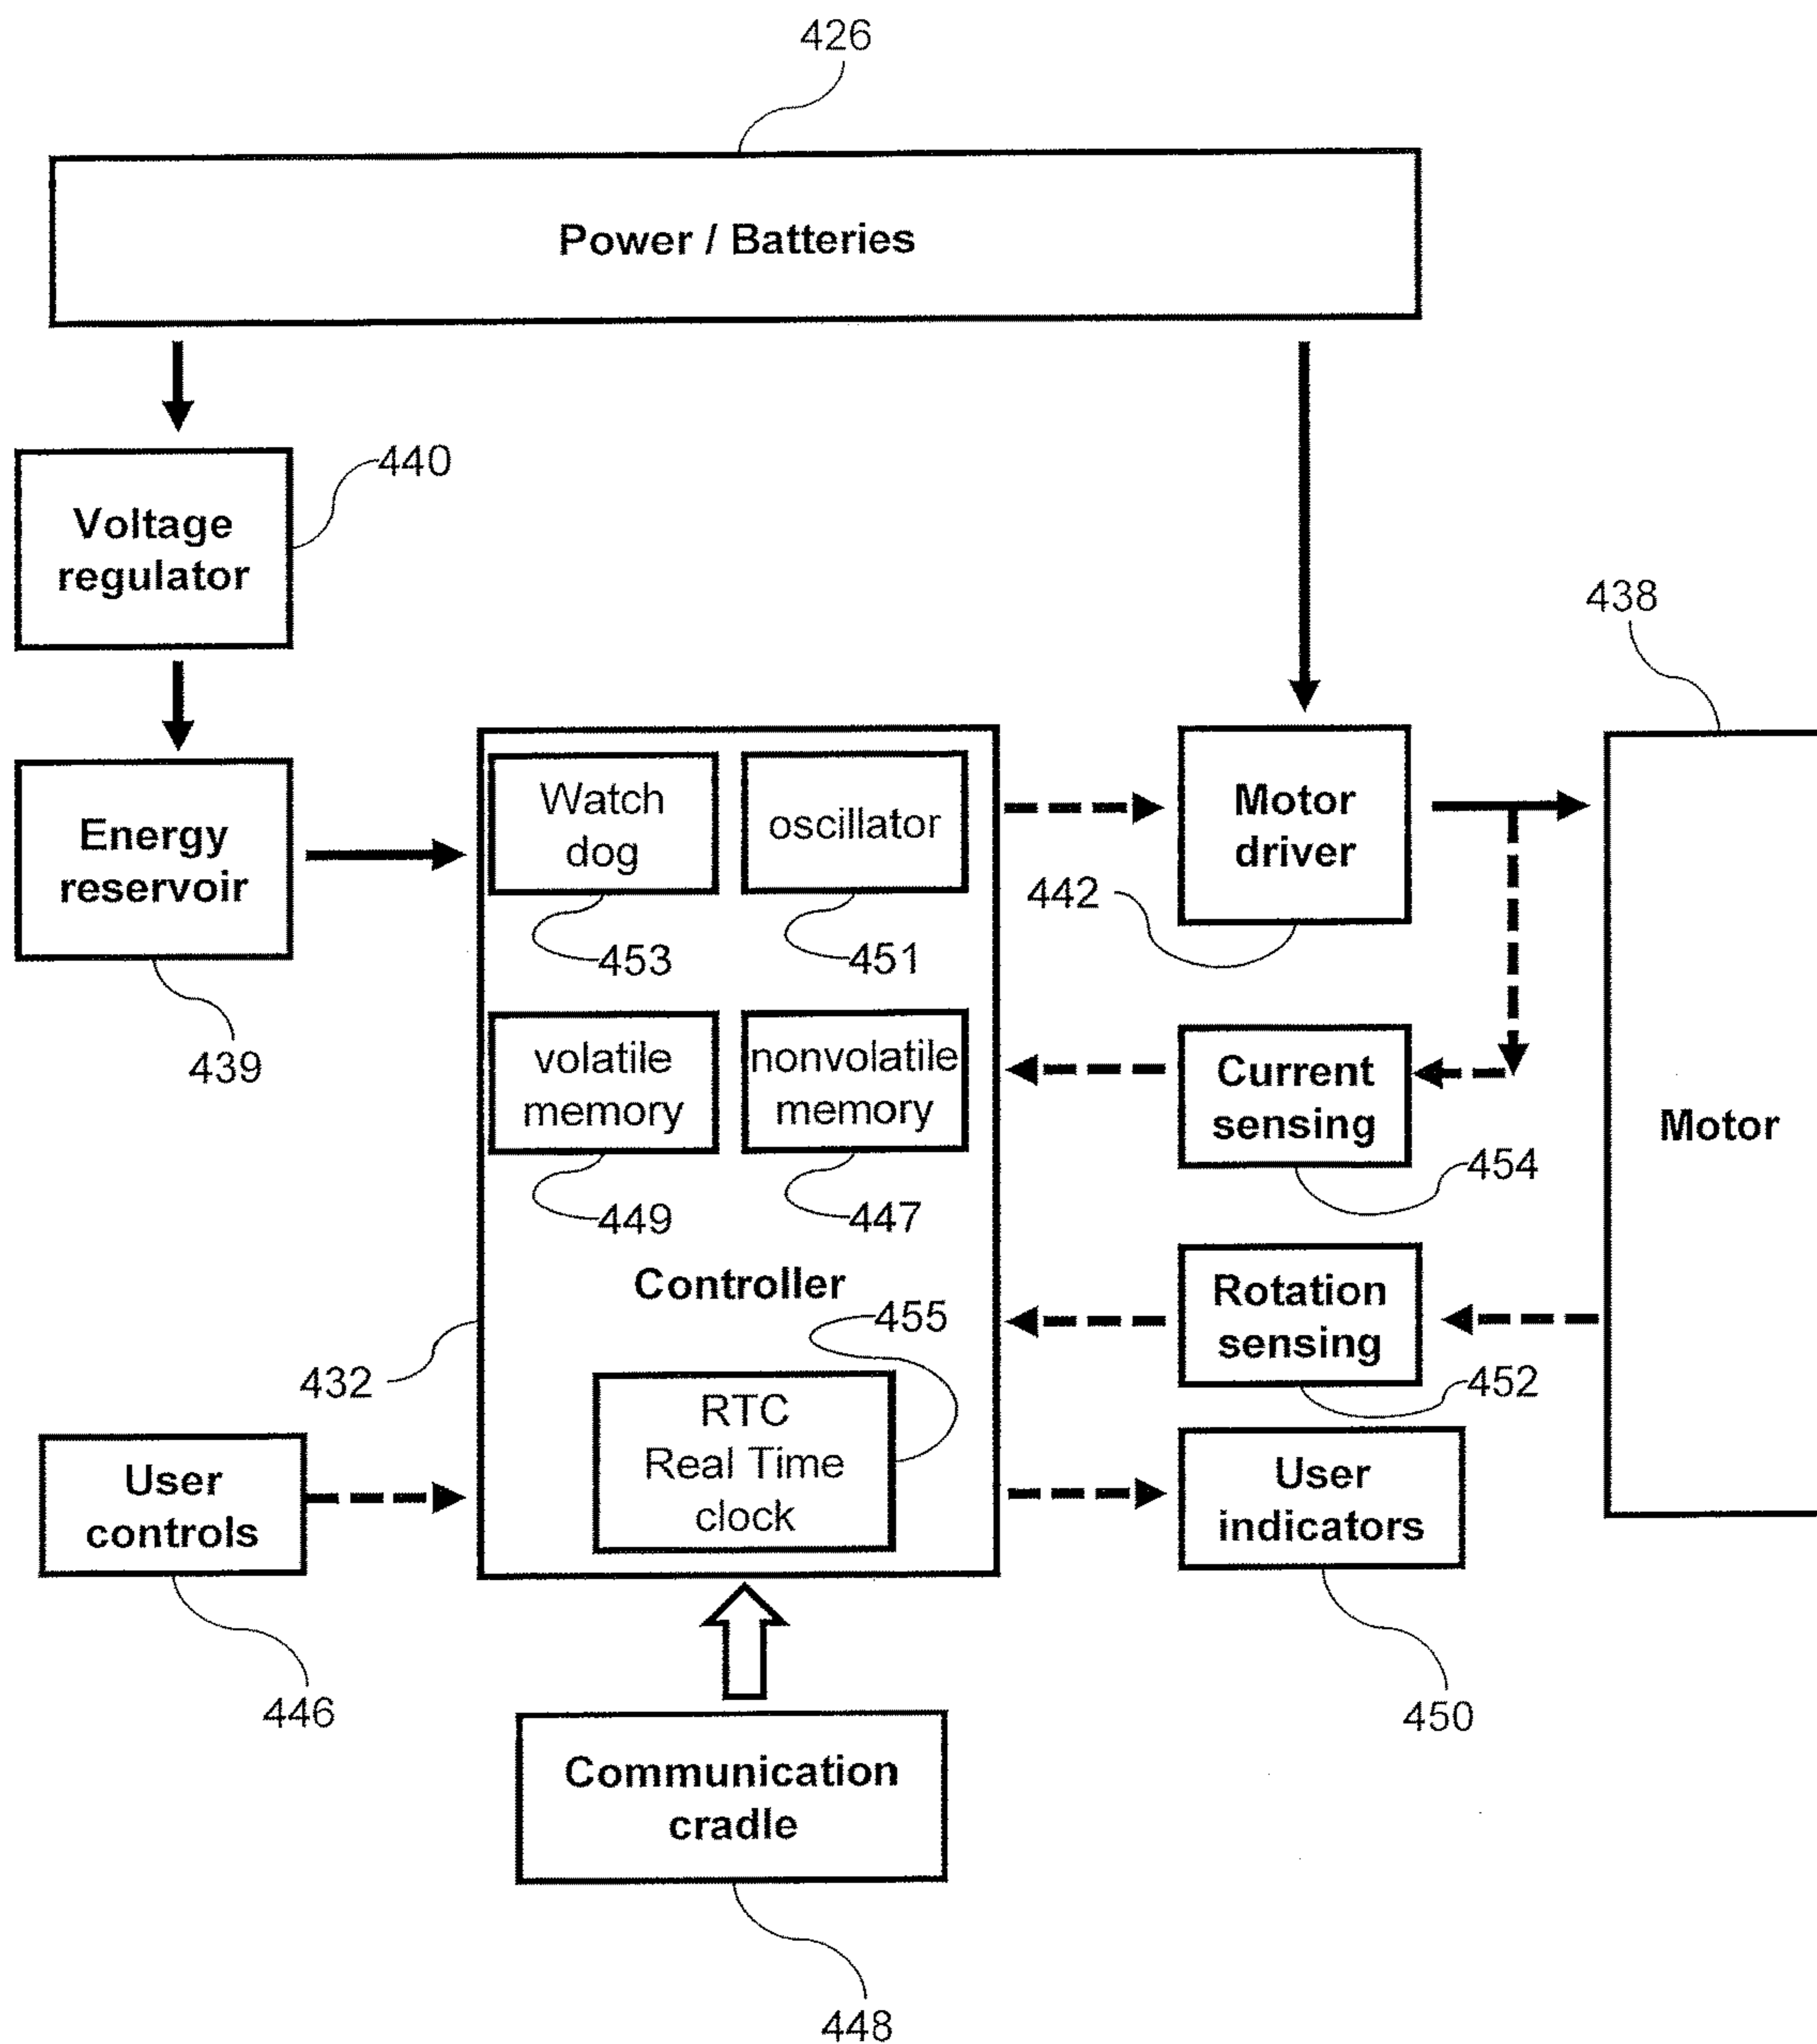 426
Power / Batteries
440
Voltage
regulator
438
Energy
reservoir
439
Watch
dog
453
oscillator
451
Motor
driver
442
volatile
memory
449
nonvolatile
memory
447
Current
sensing
454
Motor
Controller
455
432
RTC
Real Time
clock
Rotation
sensing
452
User
controls
446
User
indicators
450
Communication
cradle
448